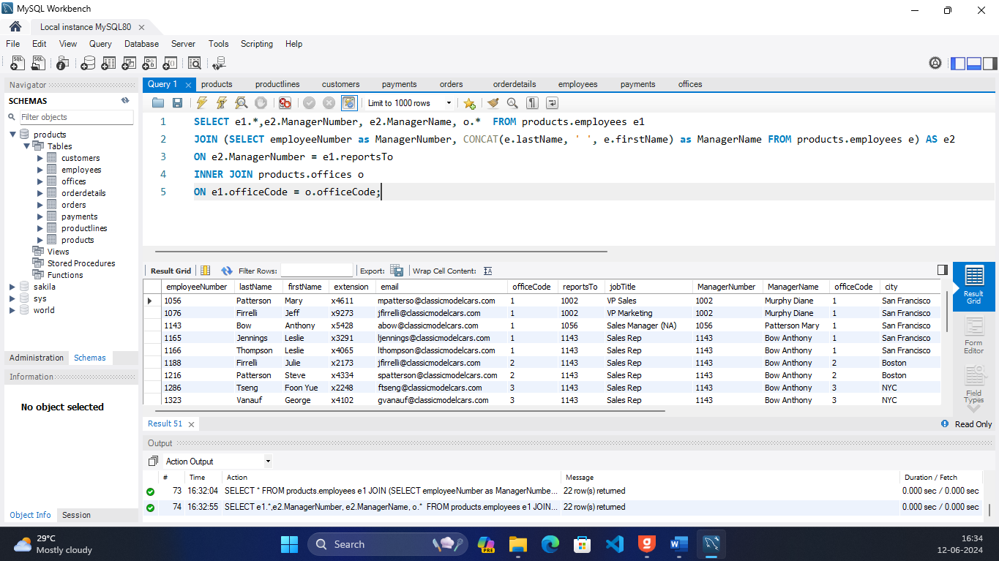 MySQL Workbench
Local instance MySQL80
File Edit View Query Database Server Tools Scripting Help
Navigator
SCHEMAS
Filter objects
products
Tables
customers
employees
offices
orderdetails
orders
payments
productlines
products
Views
Stored Procedures
Functions
sakila
sys
world
Administration Schemas
Information
No object selected
Object Info Session
Query 1 products productlines customers payments orders orderdetails employees payments offices
Limit to 1000 rows
1 SELECT e1.*,e2.ManagerNumber, e2.ManagerName, o.* FROM products.employees e1
2 JOIN (SELECT employeeNumber as ManagerNumber, CONCAT(e.lastName, ' ', e.firstName) as ManagerName FROM products.employees e) AS e2
3 ON e2.ManagerNumber = e1.reportsTo
4 INNER JOIN products.offices o
5 ON e1.officeCode = o.officeCode;
Result Grid Filter Rows: Export: Wrap Cell Content:
employeeNumber lastName firstName extension email officeCode reportsTo jobTitle ManagerNumber ManagerName officeCode city
1056 Patterson Mary x4611 mpatterso@classicmodelcars.com 1 1002 VP Sales 1002 Murphy Diane 1 San Francisco
1076 Firrelli Jeff x9273 jfirrelli@classicmodelcars.com 1 1002 VP Marketing 1002 Murphy Diane 1 San Francisco
1143 Bow Anthony x5428 abow@classicmodelcars.com 1 1056 Sales Manager (NA) 1056 Patterson Mary 1 San Francisco
1165 Jennings Leslie x3291 ljennings@classicmodelcars.com 1 1143 Sales Rep 1143 Bow Anthony 1 San Francisco
1166 Thompson Leslie x4065 lthompson@classicmodelcars.com 1 1143 Sales Rep 1143 Bow Anthony 1 San Francisco
1188 Firrelli Julie x2173 jfirrelli@classicmodelcars.com 2 1143 Sales Rep 1143 Bow Anthony 2 Boston
1216 Patterson Steve x4334 spatterson@classicmodelcars.com 2 1143 Sales Rep 1143 Bow Anthony 2 Boston
1286 Tseng Foon Yue x2248 ftseng@classicmodelcars.com 3 1143 Sales Rep 1143 Bow Anthony 3 NYC
1323 Vanauf George x4102 gvanauf@classicmodelcars.com 3 1143 Sales Rep 1143 Bow Anthony 3 NYC
Result
Grid
Form
Editor
Field
Types
Result 51
Read Only
Output
Action Output
# Time Action Message Duration / Fetch
73 16:32:04 SELECT * FROM products.employees e1 JOIN (SELECT employeeNumber as ManagerNumbe... 22 row(s) returned 0.000 sec / 0.000 sec
74 16:32:55 SELECT e1.*,e2.ManagerNumber, e2.ManagerName, o.* FROM products.employees e1 JOIN... 22 row(s) returned 0.000 sec / 0.000 sec
29°C
Mostly cloudy
Search
PRE
16:34
12-06-2024